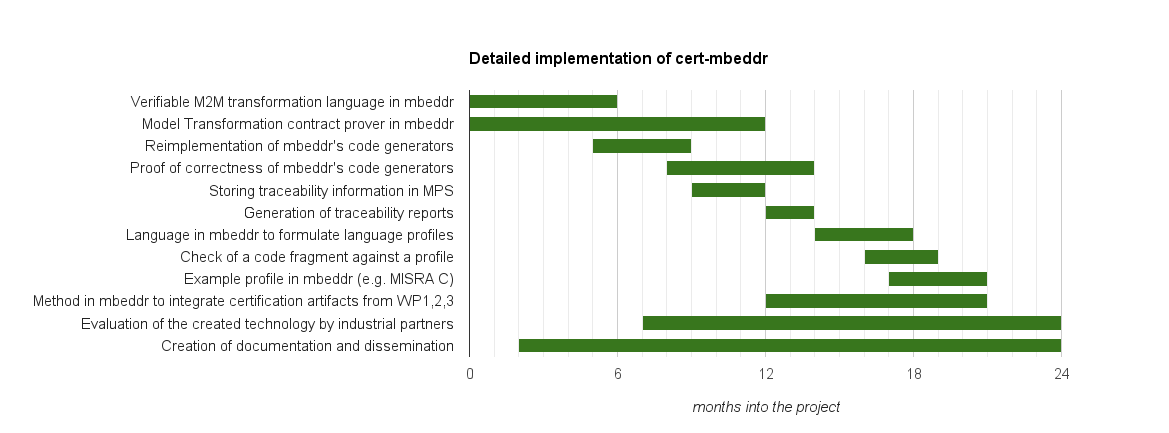 Detailed implementation of cert-mbeddr
Verifiable M2M transformation language in mbeddr
Model Transformation contract prover in mbeddr
Reimplementation of mbeddr's code generators
Proof of correctness of mbeddr's code generators
Storing traceability information in MPS
Generation of traceability reports
Language in mbeddr to formulate language profiles
Check of a code fragment against a profile
Example profile in mbeddr (e.g. MISRA C)
Method in mbeddr to integrate certification artifacts from WP1,2,3
Evaluation of the created technology by industrial partners
Creation of documentation and dissemination
0 6 12 18 24
months into the project